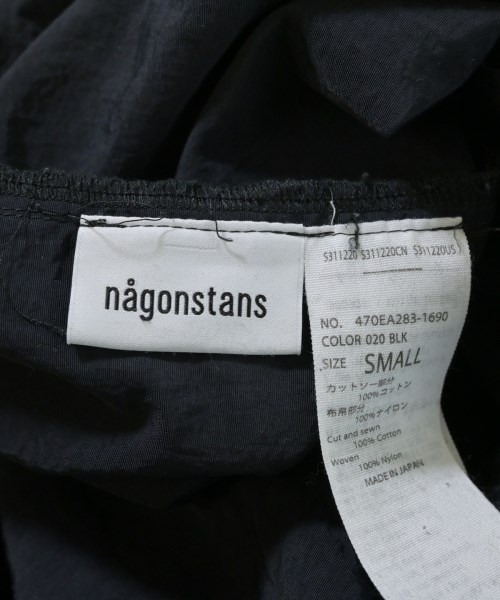 någonstans
S311220 S311220CN S311220US
NO. 470EA283-1690
COLOR 020 BLK
SIZE SMALL
カットソー部分
100%コットン
布帛部分
100%ナイロン
Cut and sewn
100% Cotton
Woven
100% Nylon
MADE IN JAPAN